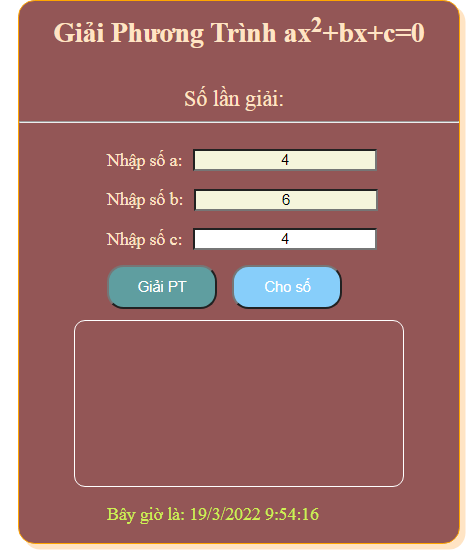 Giải Phương Trình ax²+bx+c=0
Số lần giải:
Nhập số a: 4
Nhập số b: 6
Nhập số c: 4
Giải PT Cho số
Bây giờ là: 19/3/2022 9:54:16